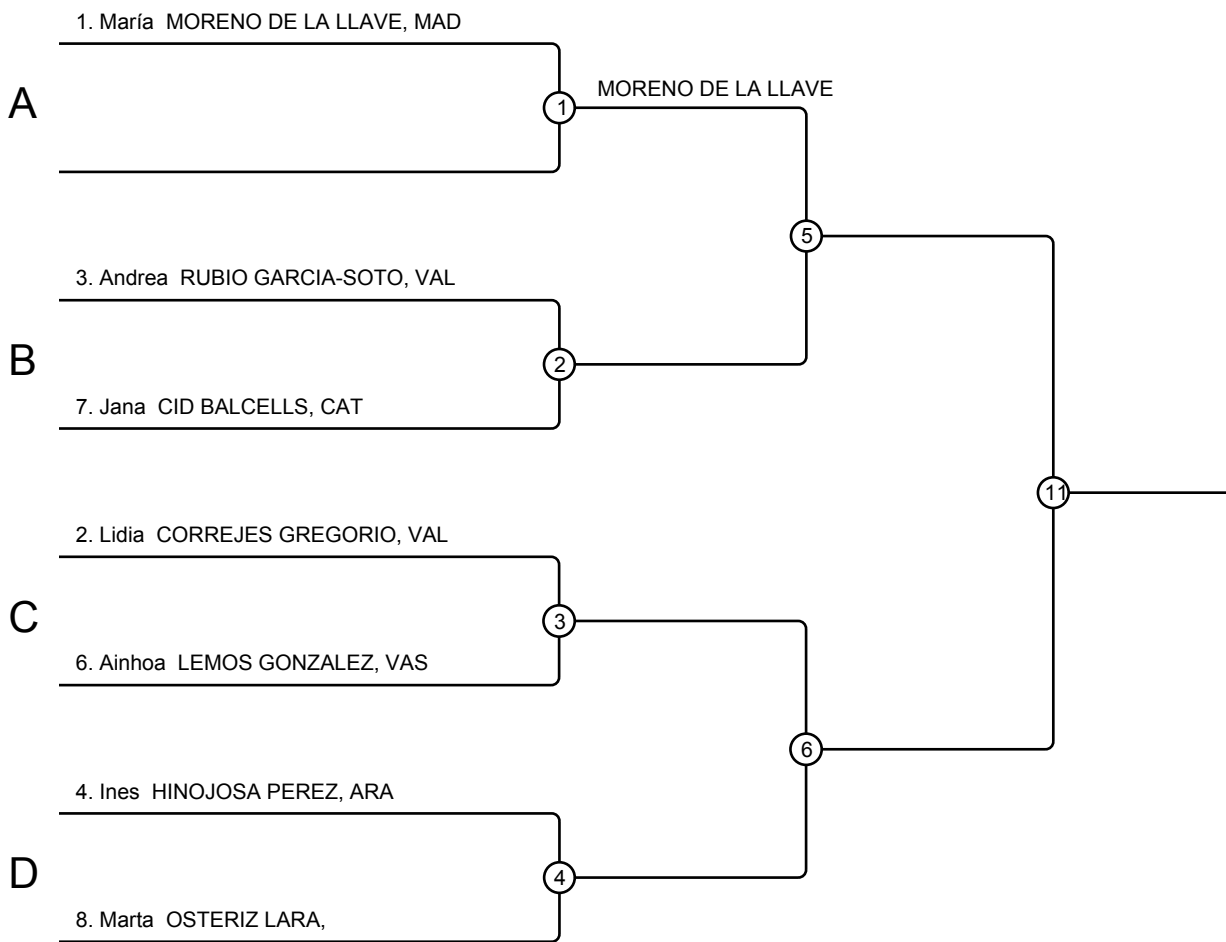 1. María  MORENO DE LA LLAVE, MAD
MORENO DE LA LLAVE
A
1
5
3. Andrea  RUBIO GARCIA-SOTO, VAL
B
2
7. Jana  CID BALCELLS, CAT
11
2. Lidia  CORREJES GREGORIO, VAL
C
3
6. Ainhoa  LEMOS GONZALEZ, VAS
6
4. Ines  HINOJOSA PEREZ, ARA
D
4
8. Marta  OSTERIZ LARA,